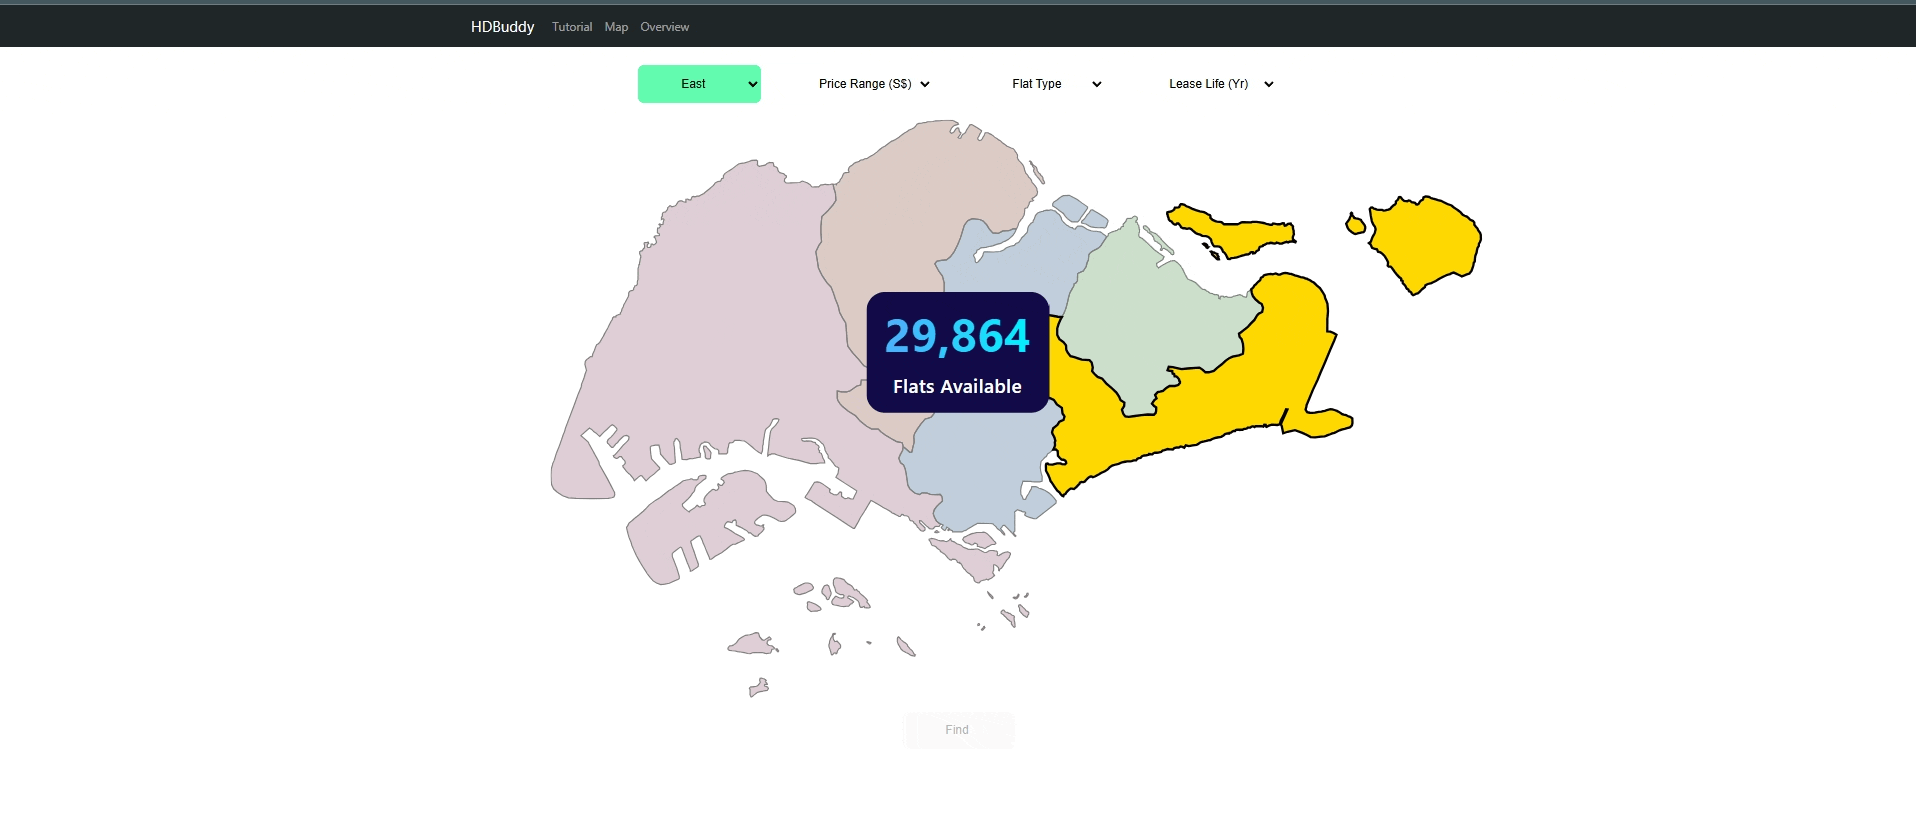 HDBuddy Tutorial Map Overview
East Price Range (S$) Flat Type Lease Life (Yr)
29,864
Flats Available
Find